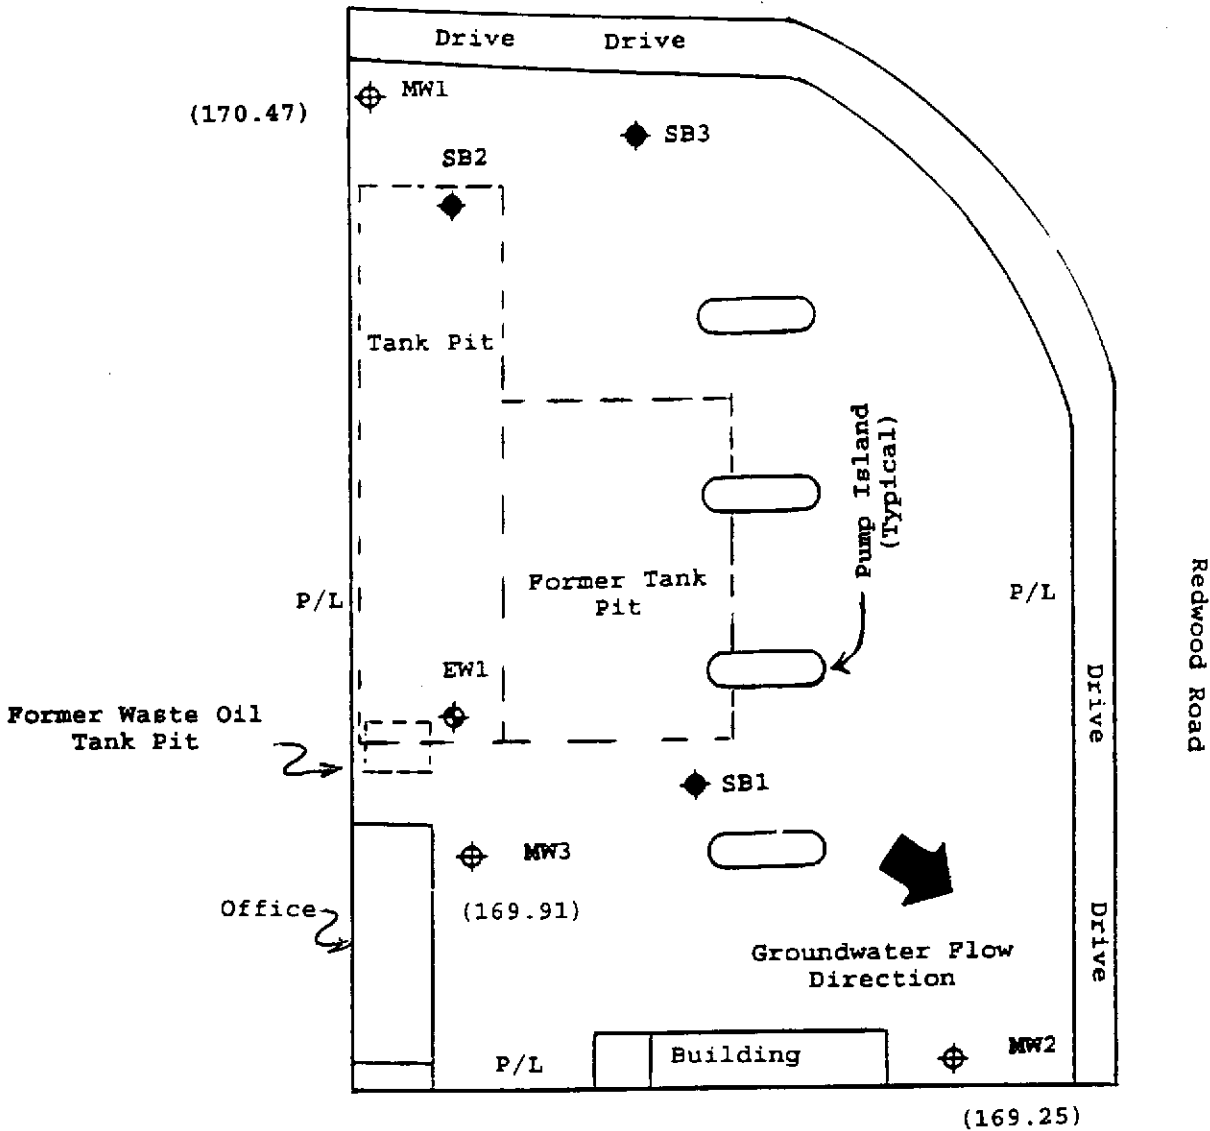 Drive Drive
MW1
(170.47)
SB3
SB2
Tank Pit
Pump Island
(Typical)
Former Tank
Pit
P/L
P/L
Redwood Road
EW1
Drive
Former Waste Oil
Tank Pit
SB1
MW3
Office
(169.91)
Drive
Groundwater Flow
Direction
MW2
Building
P/L
(169.25)